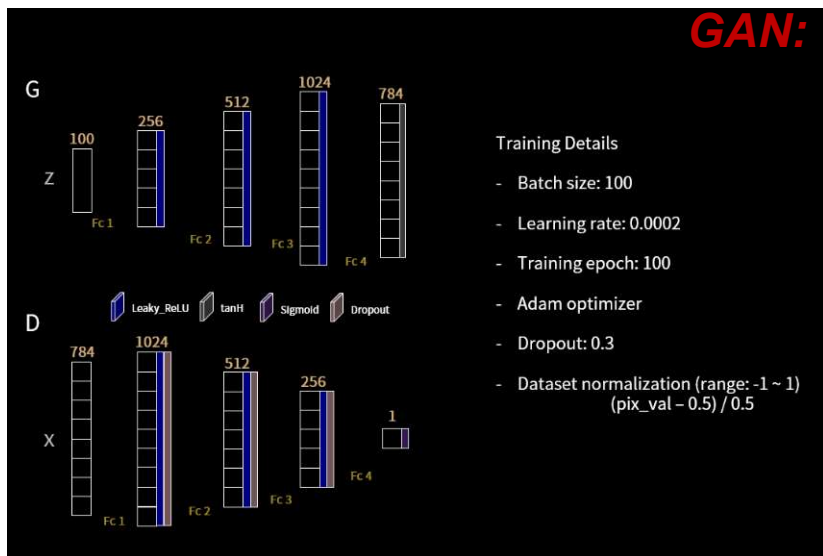 GAN:
G
Z
100
256
512
1024
784
Fc 1
Fc 2
Fc 3
Fc 4
Leaky_ReLU
tanH
Sigmoid
Dropout
D
X
784
1024
512
256
1
Fc 1
Fc 2
Fc 3
Fc 4
Training Details
- Batch size: 100
- Learning rate: 0.0002
- Training epoch: 100
- Adam optimizer
- Dropout: 0.3
- Dataset normalization (range: -1 ~ 1)
(pix_val – 0.5) / 0.5